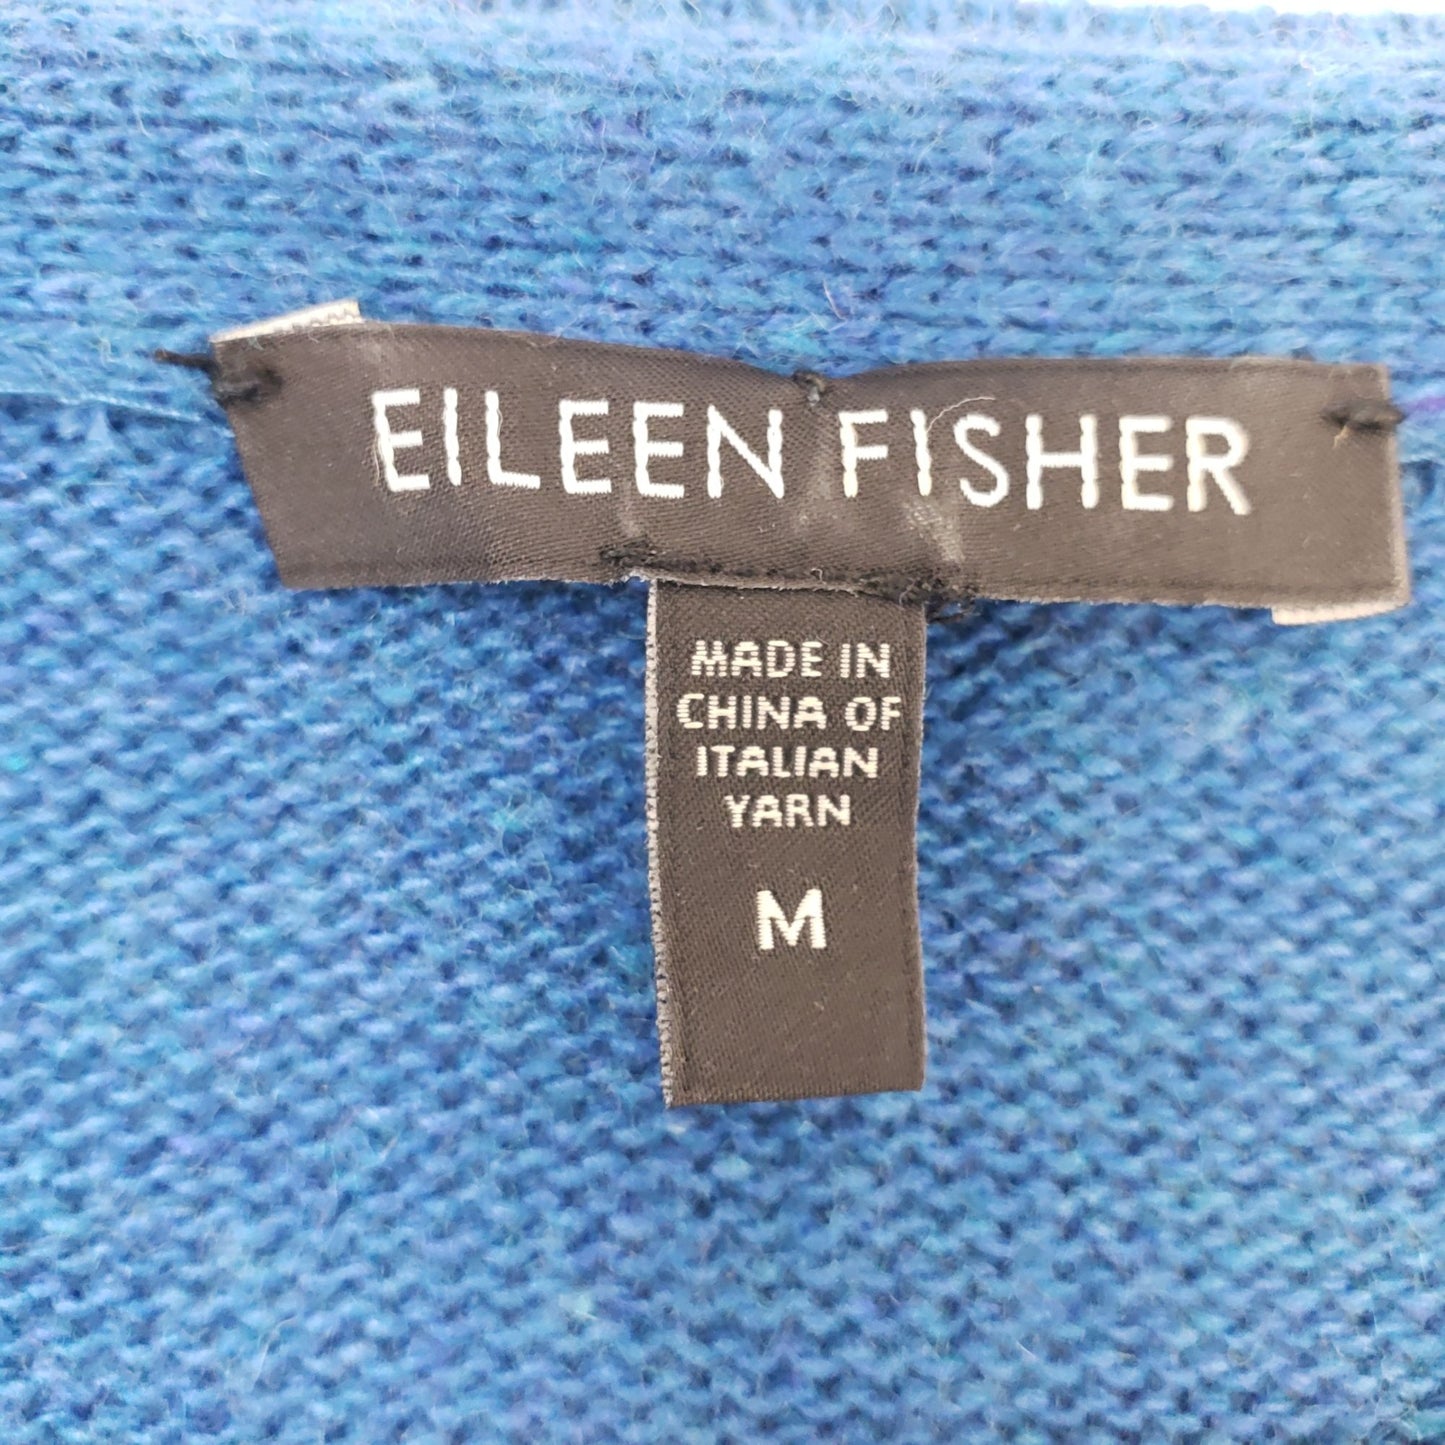 EILEEN FISHER
MADE IN
CHINA OF
ITALIAN
YARN
M